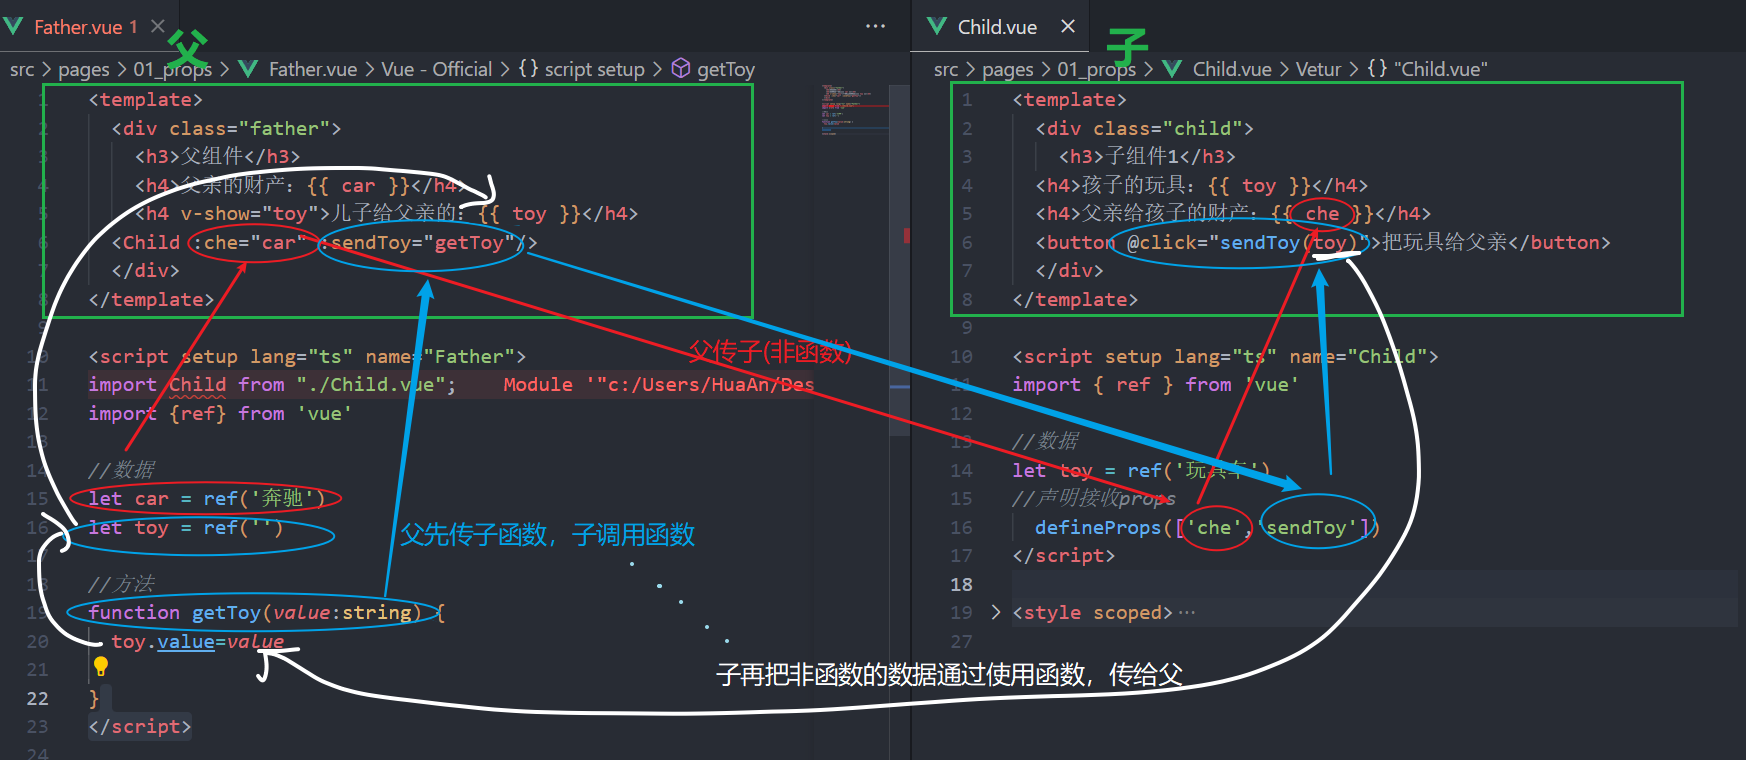 Father.vue 1
父
src > pages > 01_props > Father.vue > Vue - Official > {} script setup > getToy
1 <template>
2 <div class="father">
3 <h3>父组件</h3>
4 <h4>父亲的财产: {{ car }}</h4>
5 <h4 v-show="toy">儿子给父亲的: {{ toy }}</h4>
6 <Child :che="car" :sendToy="getToy"/>
7 </div>
8 </template>
9
10 <script setup lang="ts" name="Father">
11 import Child from "./Child.vue"; Module '"c:/Users/HuaAn/Des
12 import {ref} from 'vue'
13
14 //数据
15 let car = ref('奔驰')
16 let toy = ref('')
17
18 //方法
19 function getToy(value:string) {
20 toy.value=value
21
22 }
23 </script>
24
父传子(非函数)
父先传子函数，子调用函数
子再把非函数的数据通过使用函数，传给父
Child.vue
子
src > pages > 01_props > Child.vue > Vetur > {} "Child.vue"
1 <template>
2 <div class="child">
3 <h3>子组件1</h3>
4 <h4>孩子的玩具: {{ toy }}</h4>
5 <h4>父亲给孩子的财产: {{ che }}</h4>
6 <button @click="sendToy(toy)">把玩具给父亲</button>
7 </div>
8 </template>
9
10 <script setup lang="ts" name="Child">
11 import { ref } from 'vue'
12
13 //数据
14 let toy = ref('玩具车')
15 //声明接收props
16 defineProps(['che','sendToy'])
17 </script>
18
19 > <style scoped>…
27